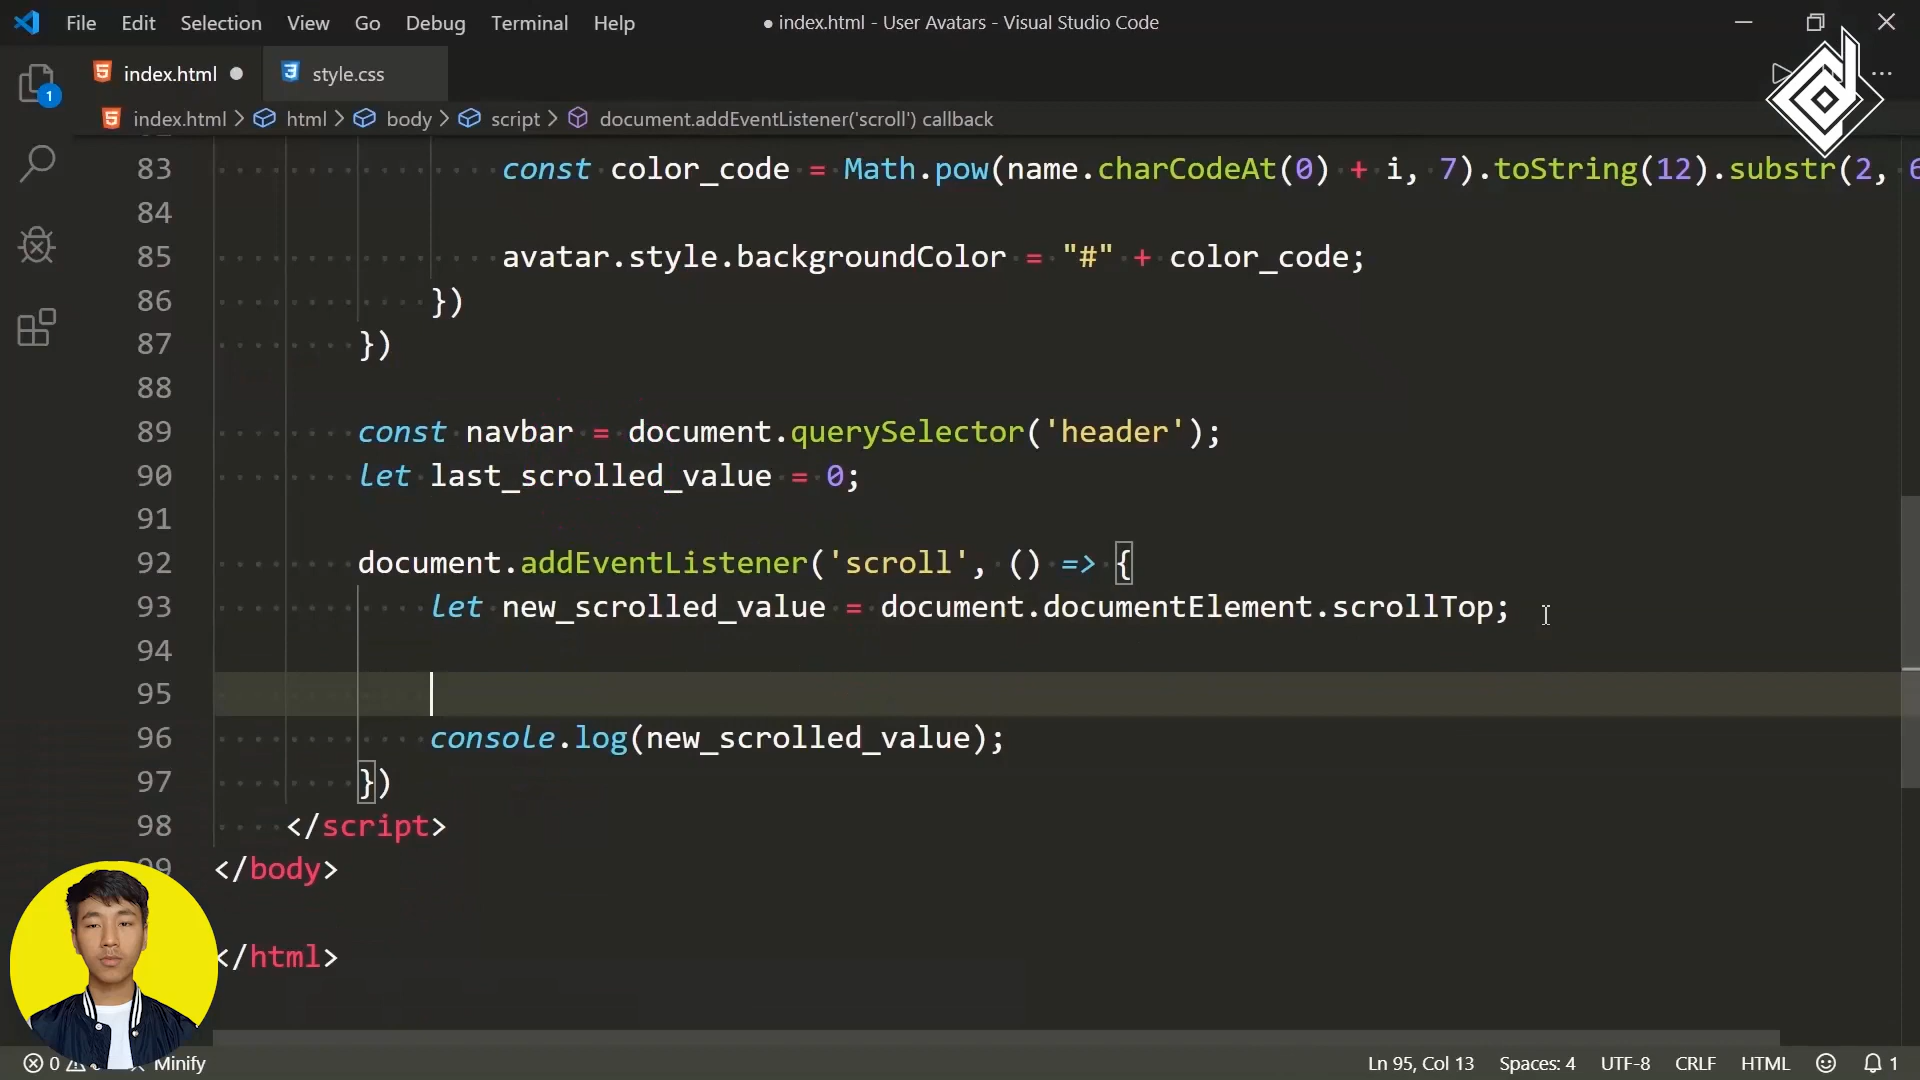 File Edit Selection View Go Debug Terminal Help ● index.html - User Avatars - Visual Studio Code
index.html style.css
1
index.html > html > body > script > document.addEventListener('scroll') callback
83 const color_code = Math.pow(name.charCodeAt(0) + i, 7).toString(12).substr(2,
84
85 avatar.style.backgroundColor = "#" + color_code;
86 })
87 })
88
89 const navbar = document.querySelector('header');
90 let last_scrolled_value = 0;
91
92 document.addEventListener('scroll', () => {
93 let new_scrolled_value = document.documentElement.scrollTop;
94
95
96 console.log(new_scrolled_value);
97 })
98 </script>
</body>
</html>
0 Minify Ln 95, Col 13 Spaces: 4 UTF-8 CRLF HTML 1